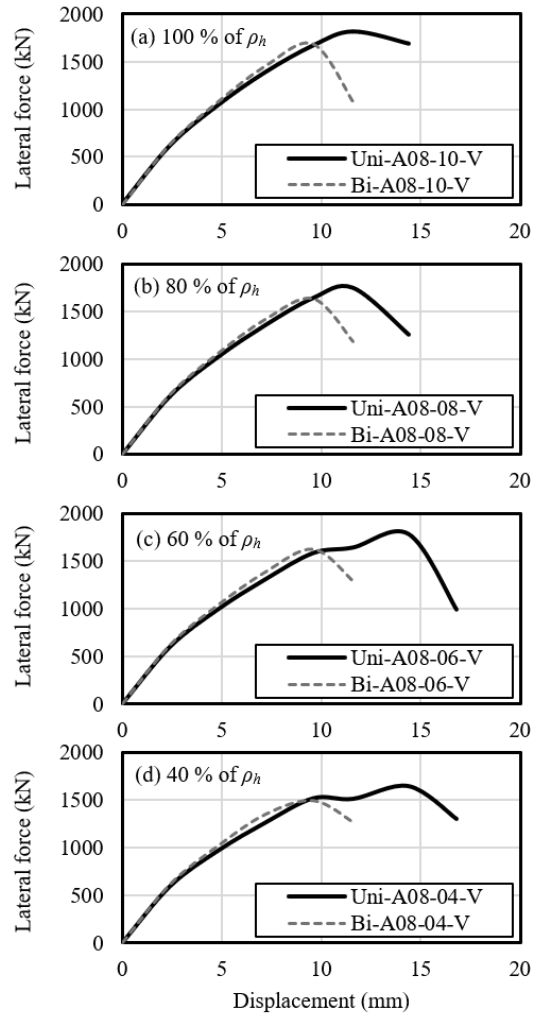 Lateral force (kN)
2000
1500
1000
500
0
(a) 100 % of ρh
Uni-A08-10-V
Bi-A08-10-V
0 5 10 15 20
Lateral force (kN)
2000
1500
1000
500
0
(b) 80 % of ρh
Uni-A08-08-V
Bi-A08-08-V
0 5 10 15 20
Lateral force (kN)
2000
1500
1000
500
0
(c) 60 % of ρh
Uni-A08-06-V
Bi-A08-06-V
0 5 10 15 20
Lateral force (kN)
2000
1500
1000
500
0
(d) 40 % of ρh
Uni-A08-04-V
Bi-A08-04-V
0 5 10 15 20
Displacement (mm)